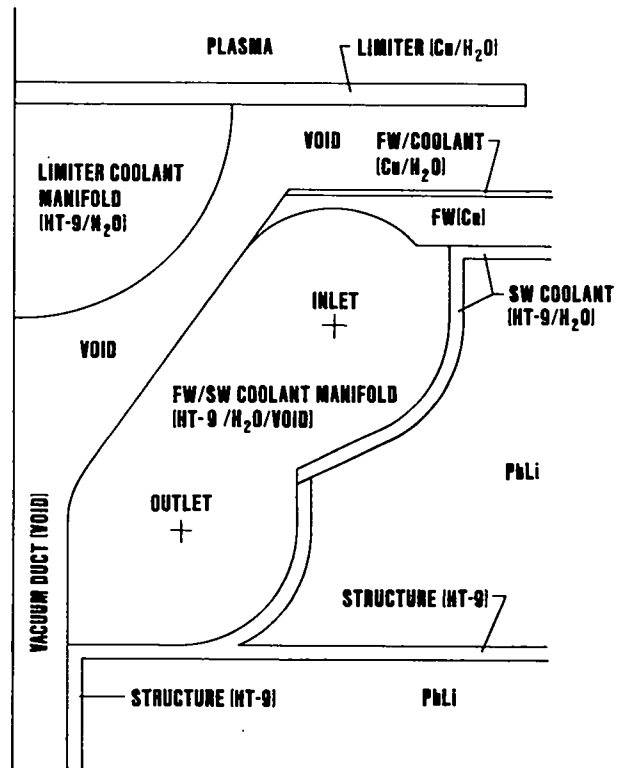 PLASMA
LIMITER (Cu/H₂O)
VOID
FW/COOLANT
(Cu/H₂O)
LIMITER COOLANT
MANIFOLD
(HT-9/H₂O)
FW(Cu)
INLET
SW COOLANT
(HT-9/H₂O)
VOID
FW/SW COOLANT MANIFOLD
(HT-9/H₂O/VOID)
PbLi
OUTLET
VACUUM DUCT (VOID)
STRUCTURE (HT-9)
STRUCTURE (HT-9)
PbLi